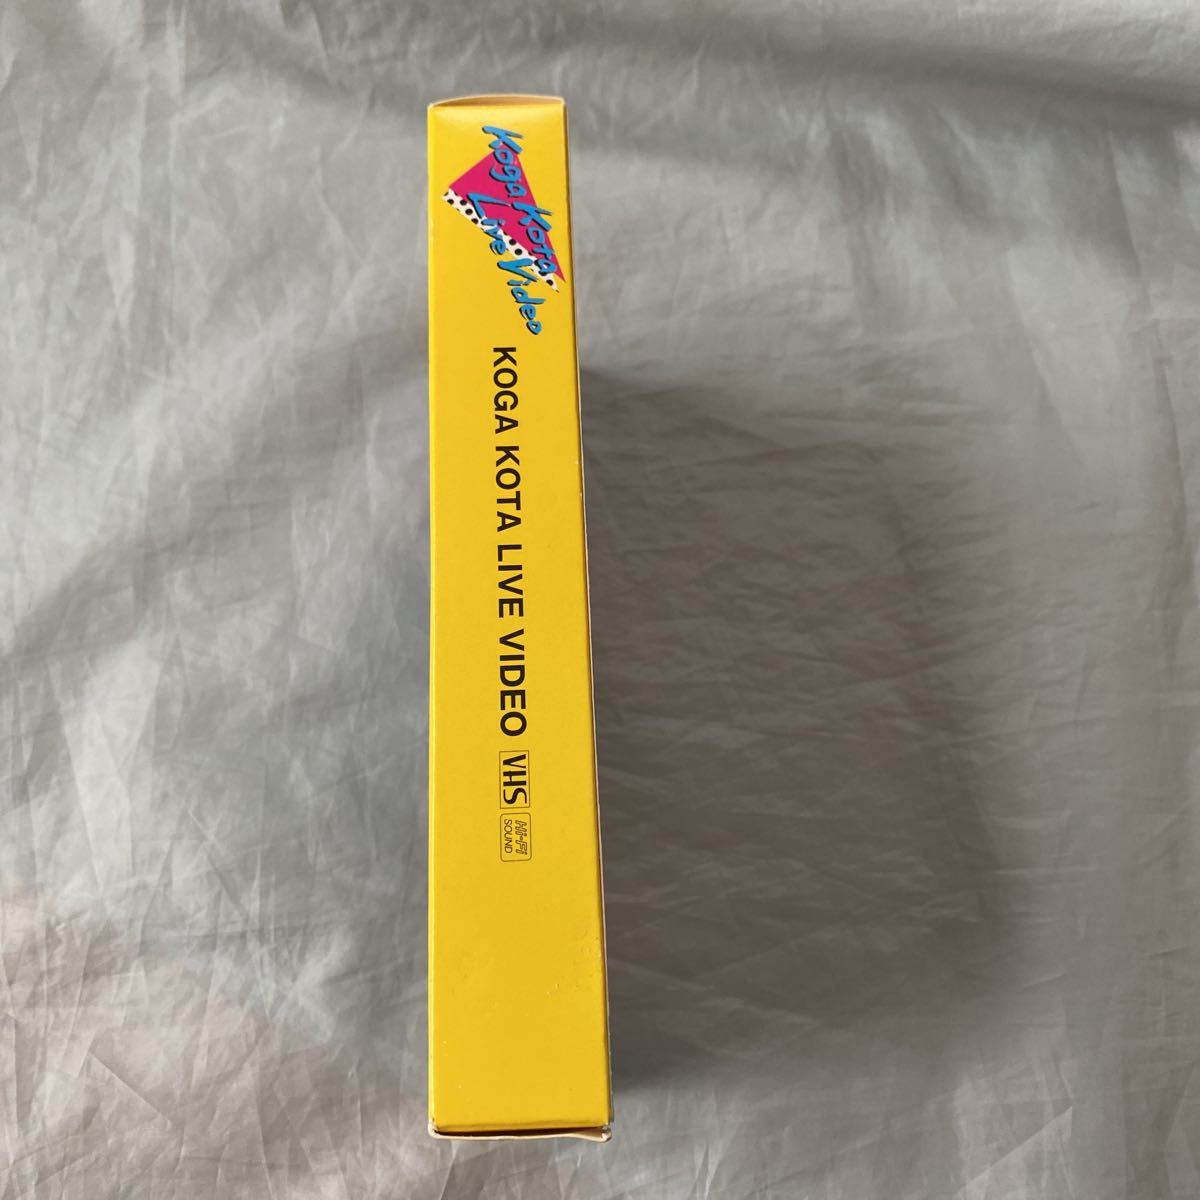 Koga Kota
Live Video
KOGA KOTA LIVE VIDEO
VHS
Hi-Fi
SOUND